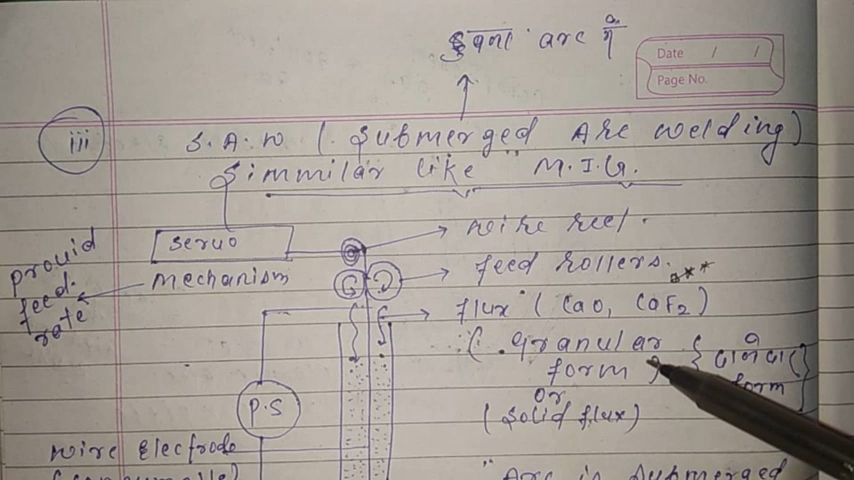 arc में
Date / /
Page No.
iii
S.A.W (Submerged Arc welding)
Simmilar like M.I.G.
wire reel.
Servo
mechanism
provid
feed
rate
feed rollers.
flux (CaO, CaF2)
(granular
form)
or
(Solid flux)
form
P.S
wire Electrode
"Arc is Submerged